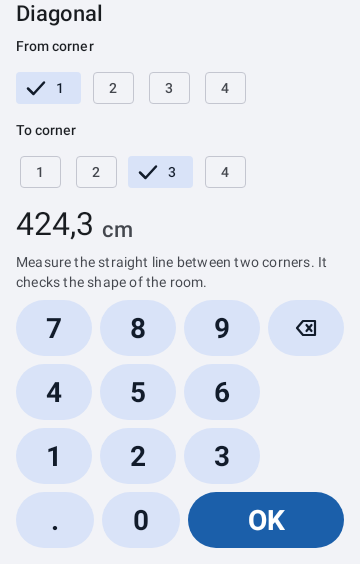 Diagonal
From corner
1 2 3 4
To corner
1 2 3 4
424,3 cm
Measure the straight line between two corners. It
checks the shape of the room.
7 8 9
4 5 6
1 2 3
. 0 OK